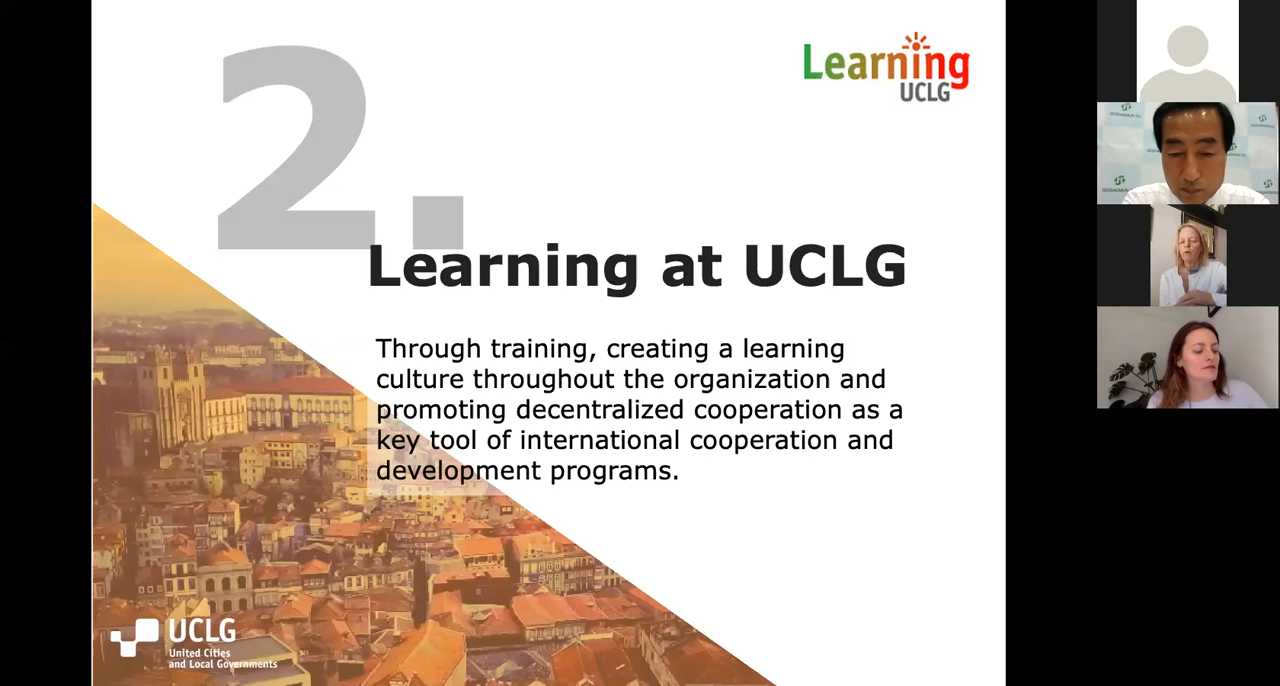 2.
Learning
UCLG
Learning at UCLG
Through training, creating a learning
culture throughout the organization and
promoting decentralized cooperation as a
key tool of international cooperation and
development programs.
UCLG
United Cities
and Local Governments